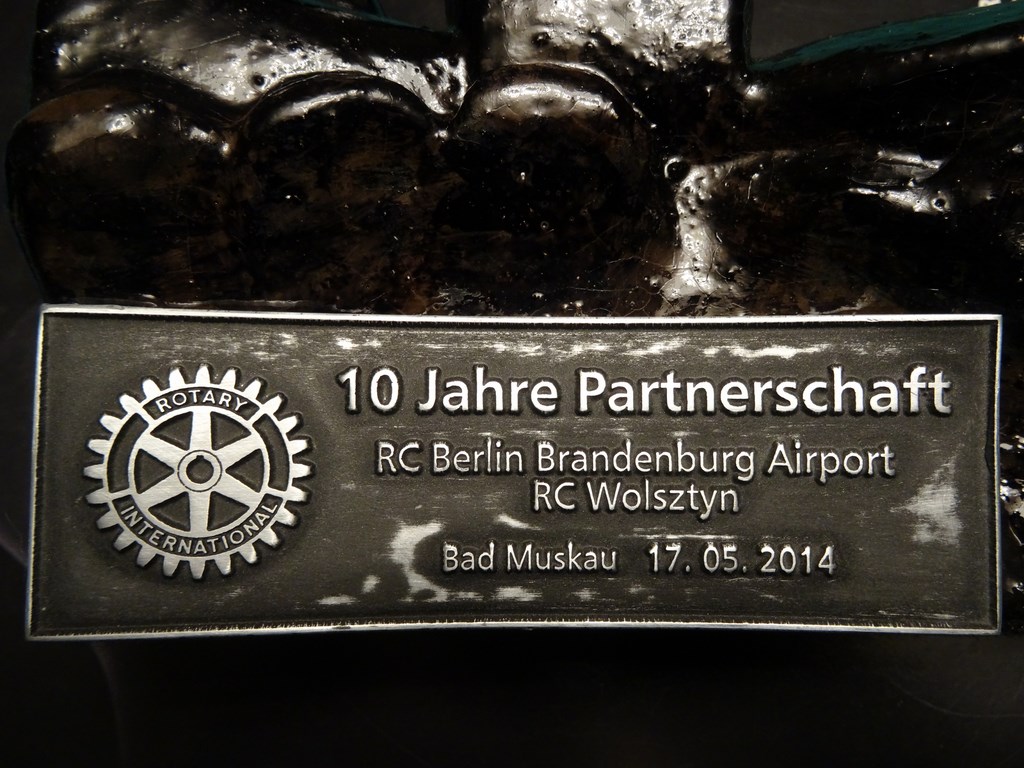 ROTARY
INTERNATIONAL
10 Jahre Partnerschaft
RC Berlin Brandenburg Airport
RC Wolsztyn
Bad Muskau 17. 05. 2014